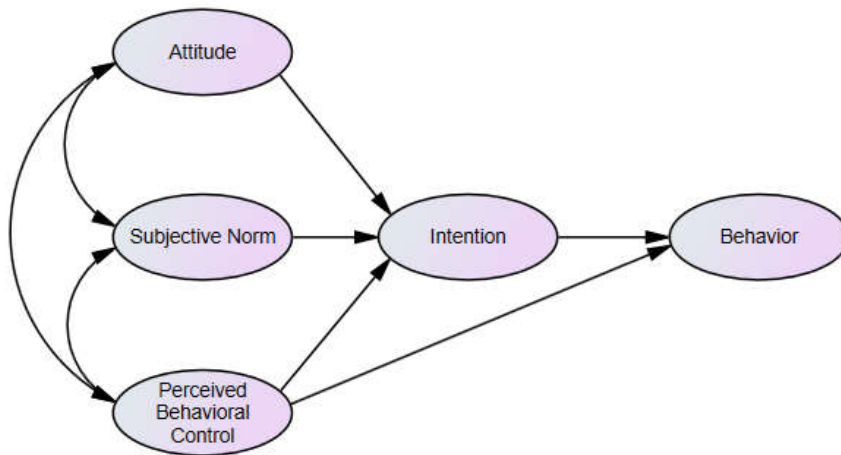 Attitude
Subjective Norm
Intention
Behavior
Perceived
Behavioral
Control